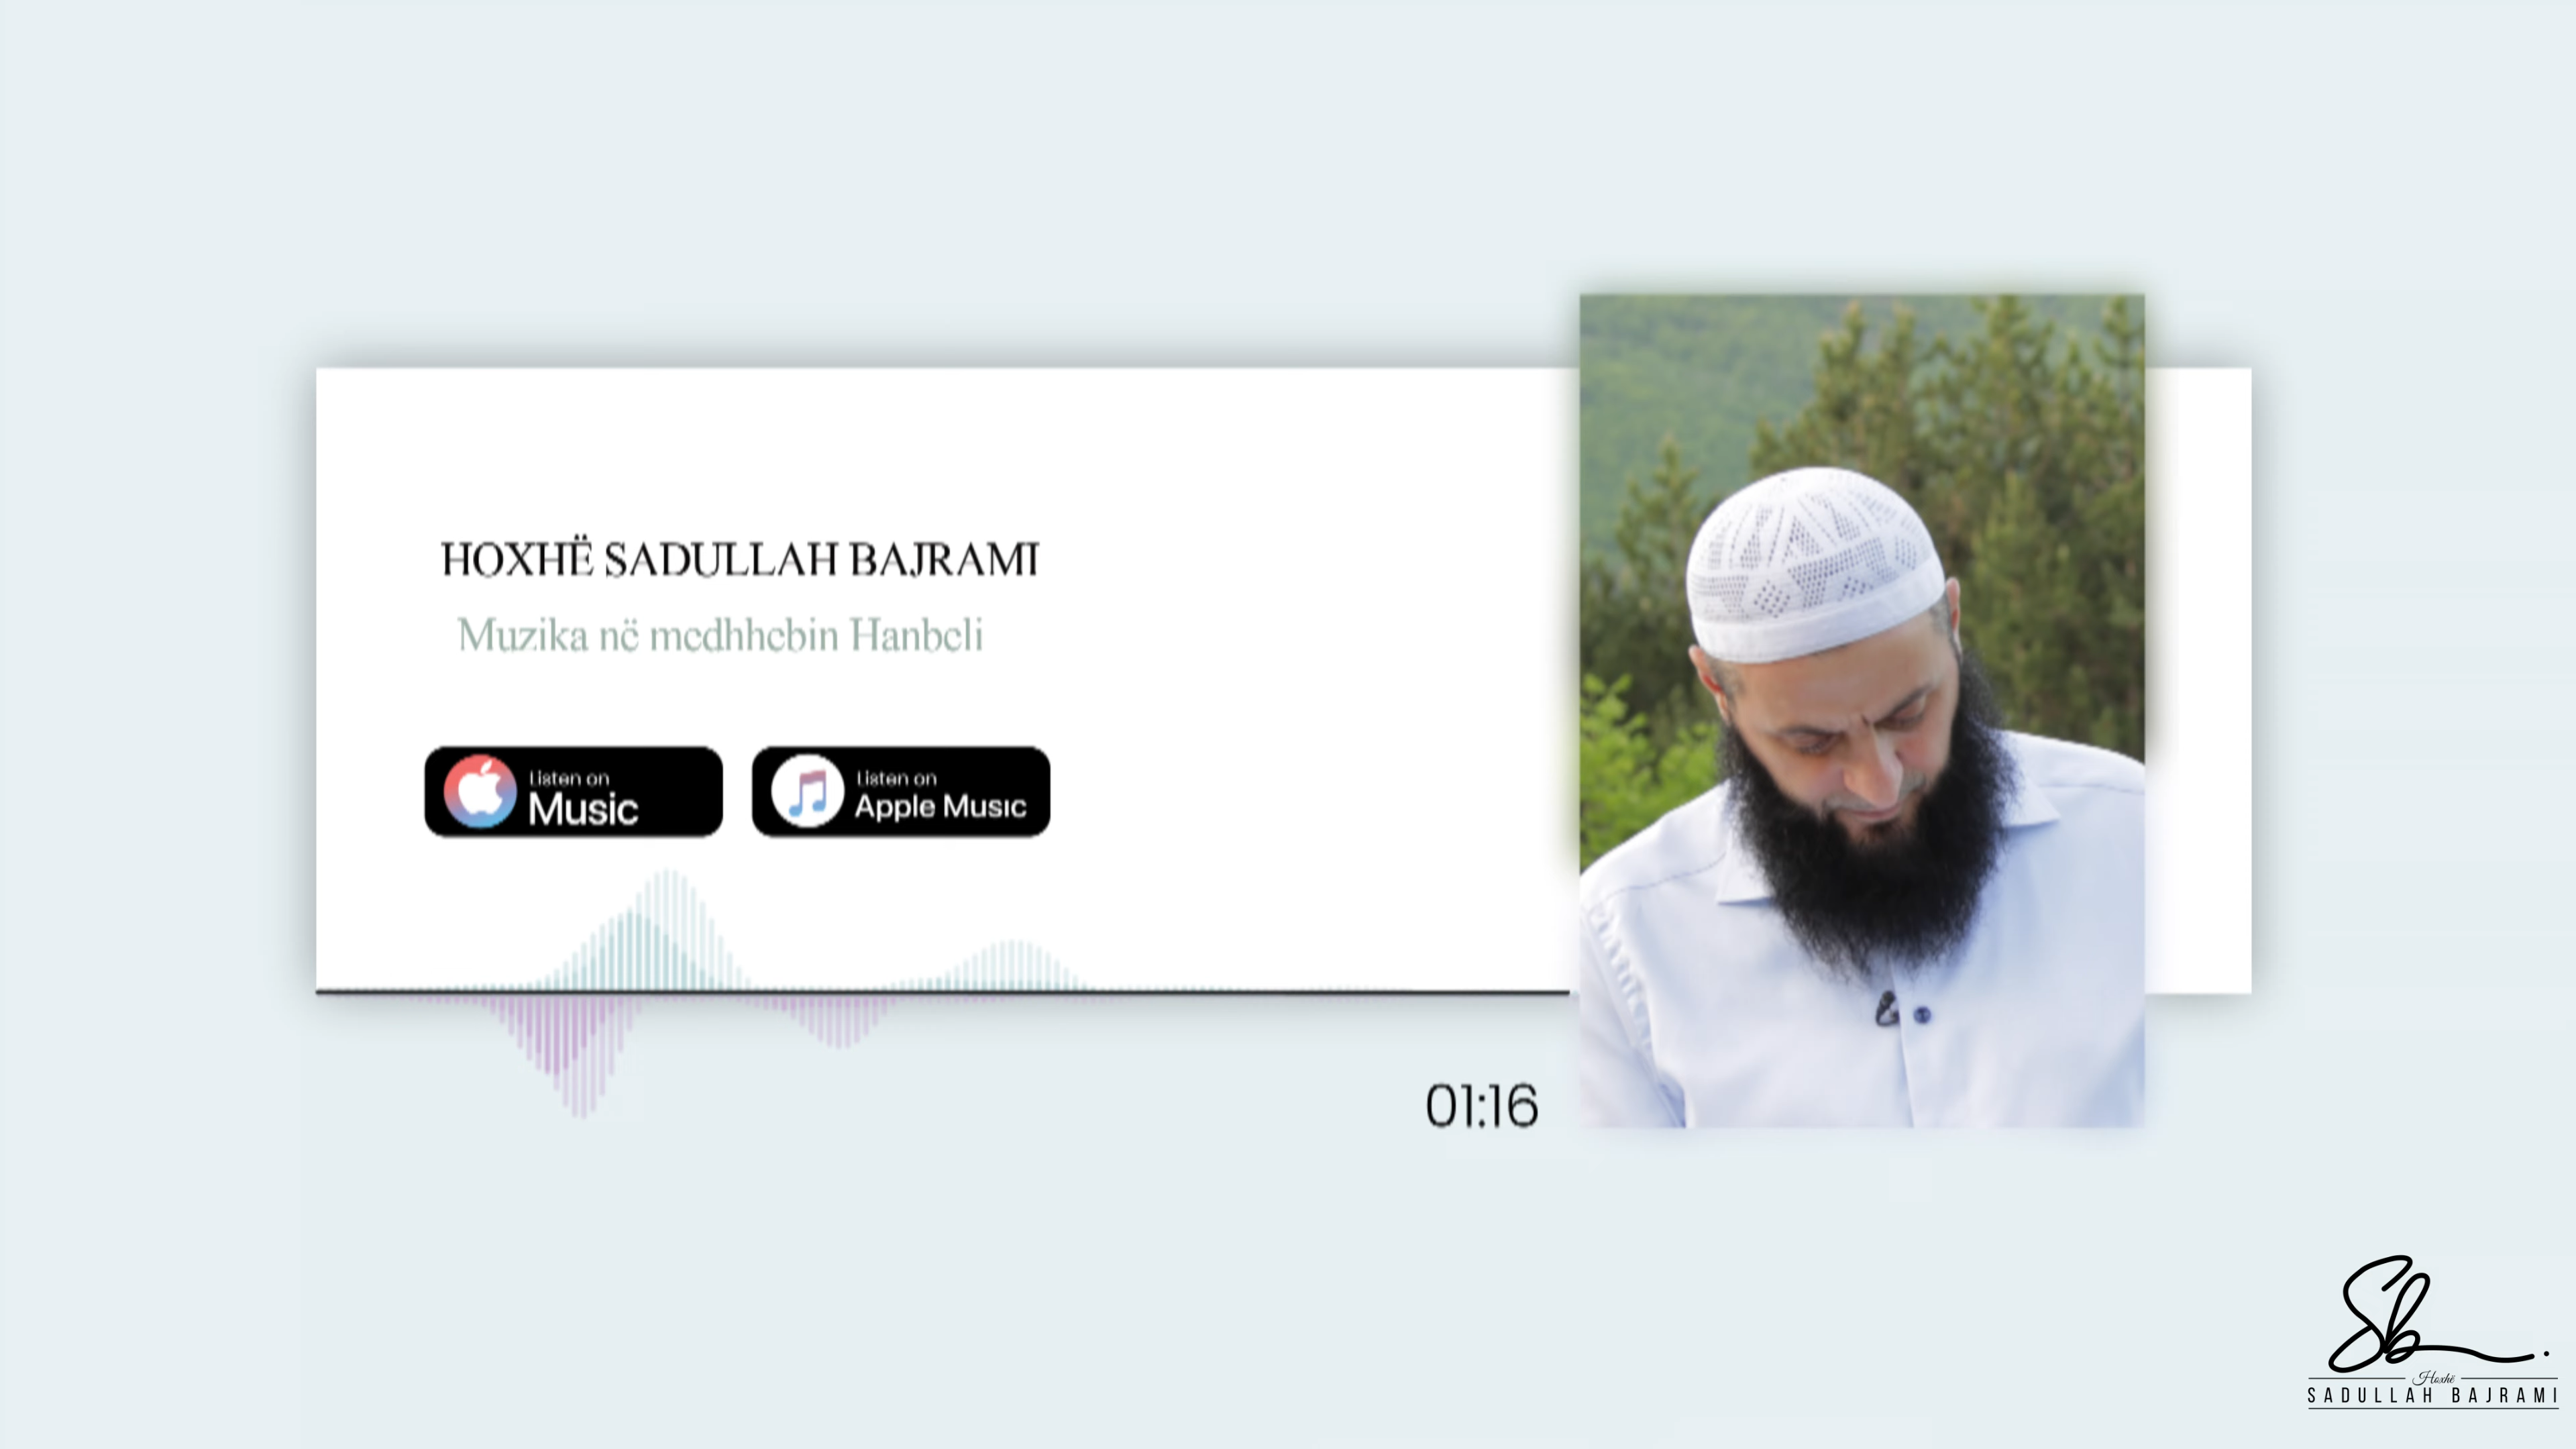 HOXHË SADULLAH BAJRAMI
Muzika në medhhebin Hanbeli
Listen on
Music
Listen on
Apple Music
01:16
Sb
Hoxhë
SADULLAH BAJRAMI